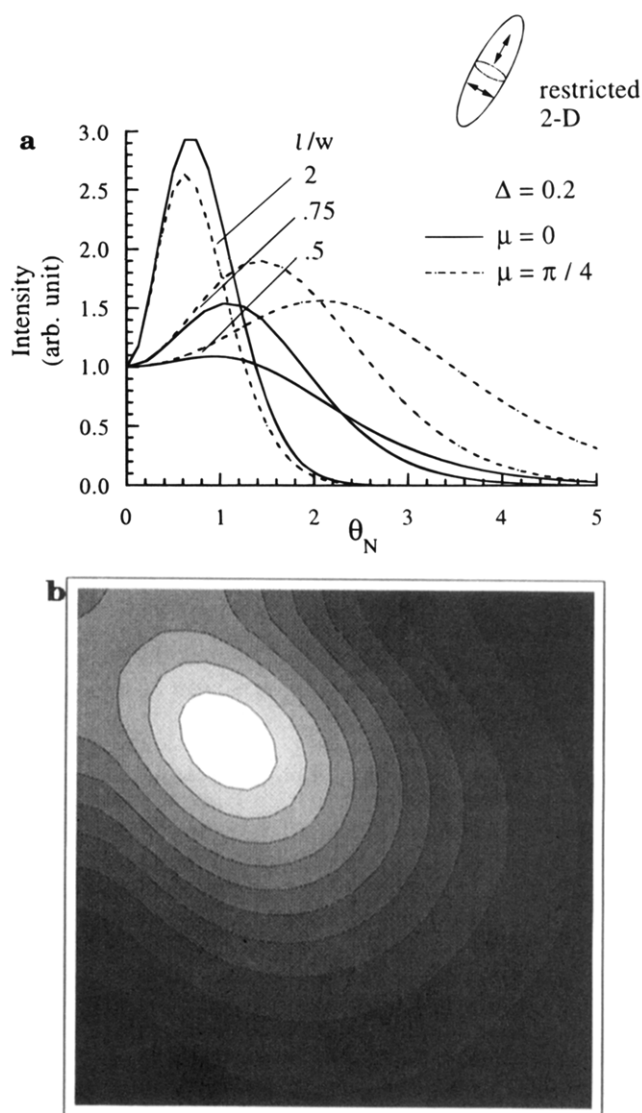 restricted
2-D
a
3.0
2.5
2.0
1.5
1.0
0.5
0.0
Intensity
(arb. unit)
l/w
2
.75
.5
Δ = 0.2
μ = 0
μ = π / 4
0
1
2
3
4
5
θN
b